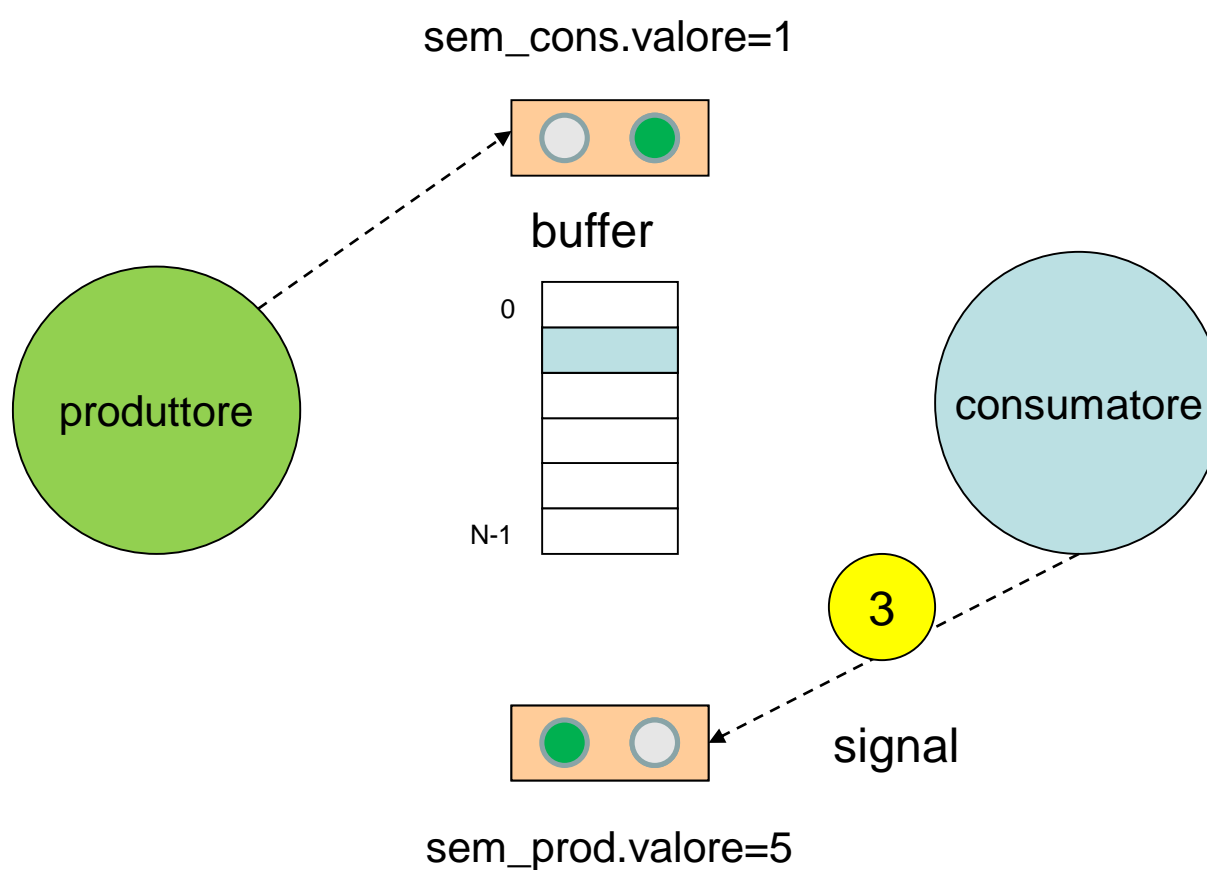 sem_cons.valore=1
buffer
0
produttore
consumatore
N-1
3
signal
sem_prod.valore=5